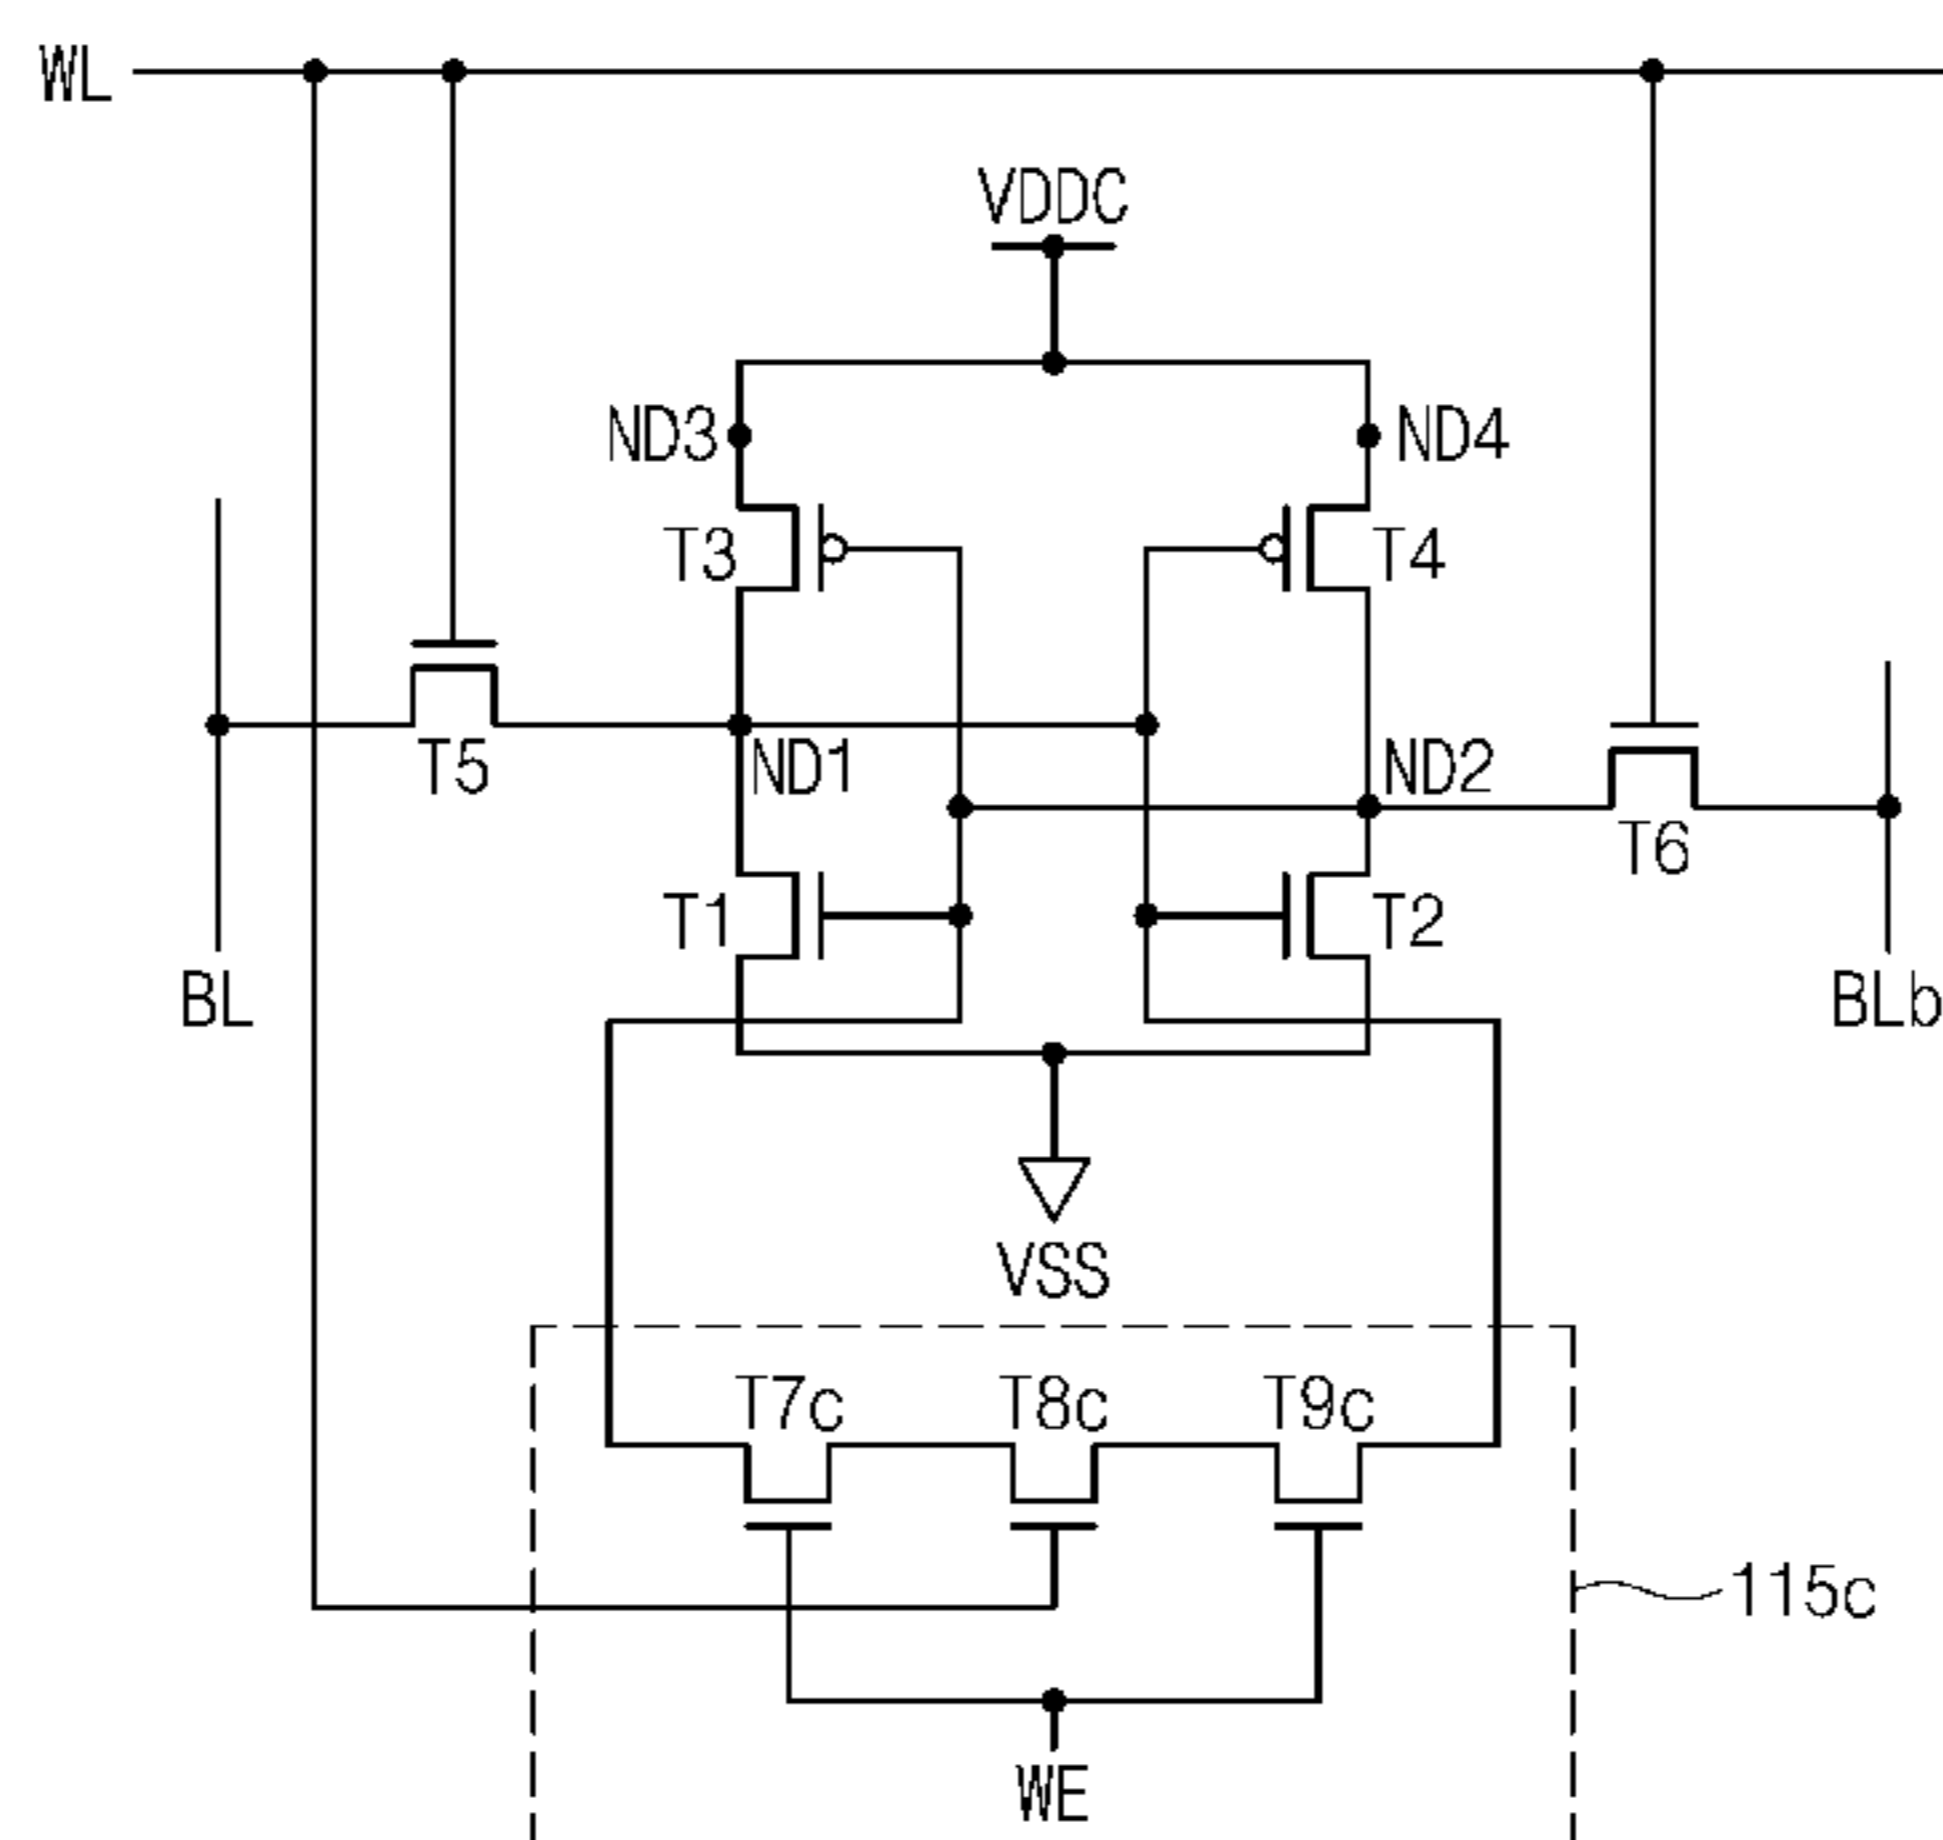 WL
VDDC
ND3
ND4
T3
T4
T5
ND1
ND2
T6
T1
T2
BL
BLb
VSS
T7c
T8c
T9c
115c
WE